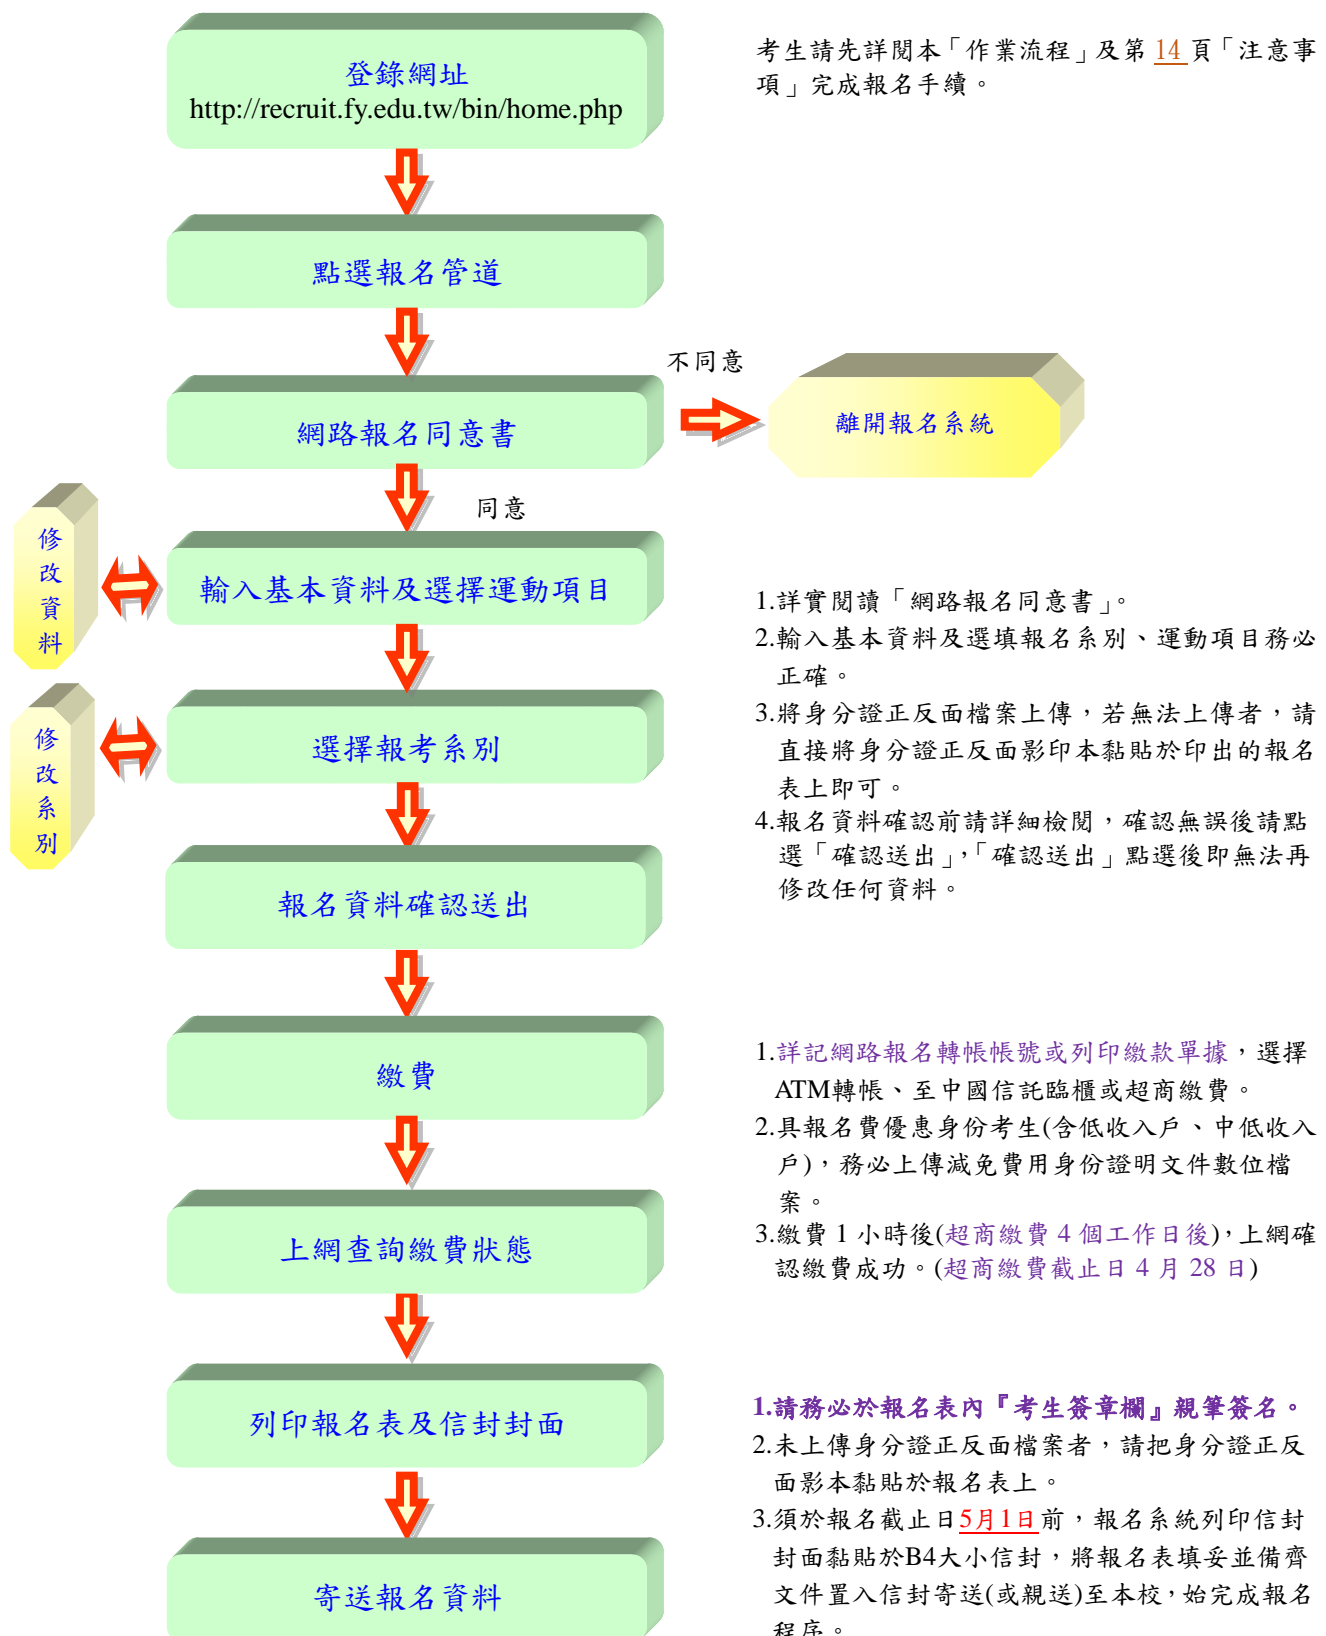 登錄網址
http://recruit.fy.edu.tw/bin/home.php
考生請先詳閱本「作業流程」及第 14 頁「注意事
項」完成報名手續。
點選報名管道
不同意
網路報名同意書
離開報名系統
同意
修改資料
輸入基本資料及選擇運動項目
修改系別
選擇報考系別
1.詳實閱讀「網路報名同意書」。
2.輸入基本資料及選填報名系別、運動項目務必
正確。
3.將身分證正反面檔案上傳，若無法上傳者，請
直接將身分證正反面影印本黏貼於印出的報名
表上即可。
4.報名資料確認前請詳細檢閱，確認無誤後請點
選「確認送出」，「確認送出」點選後即無法再
修改任何資料。
報名資料確認送出
繳費
1.詳記網路報名轉帳帳號或列印繳款單據，選擇
ATM轉帳、至中國信託臨櫃或超商繳費。
2.具報名費優惠身份考生(含低收入戶、中低收入
戶)，務必上傳減免費用身份證明文件數位檔
案。
3.繳費 1 小時後(超商繳費 4 個工作日後)，上網確
認繳費成功。(超商繳費截止日 4 月 28 日)
上網查詢繳費狀態
列印報名表及信封封面
1.請務必於報名表內『考生簽章欄』親筆簽名。
2.未上傳身分證正反面檔案者，請把身分證正反
面影本黏貼於報名表上。
3.須於報名截止日5月1日前，報名系統列印信封
封面黏貼於B4大小信封，將報名表填妥並備齊
文件置入信封寄送(或親送)至本校，始完成報名
程序。
寄送報名資料